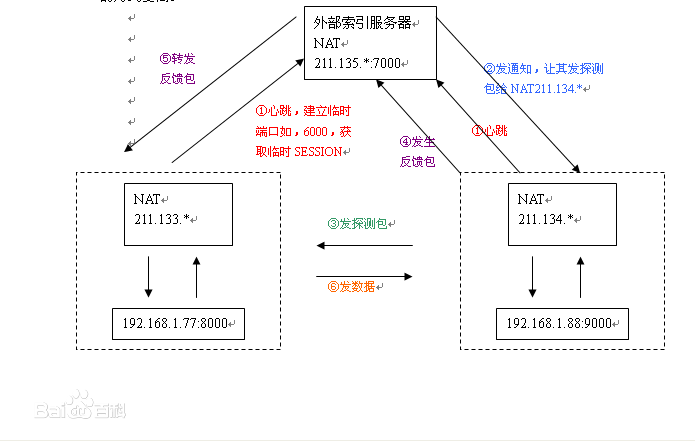 外部索引服务器
NAT
211.135.*:7000
⑤转发
反馈包
②发通知，让其发探测
包给 NAT211.134.*
①心跳，建立临时
端口如，6000，获
取临时 SESSION
④发生
反馈包
①心跳
NAT
211.133.*
NAT
211.134.*
③发探测包
⑥发数据
192.168.1.77:8000
192.168.1.88:9000
Bai百科